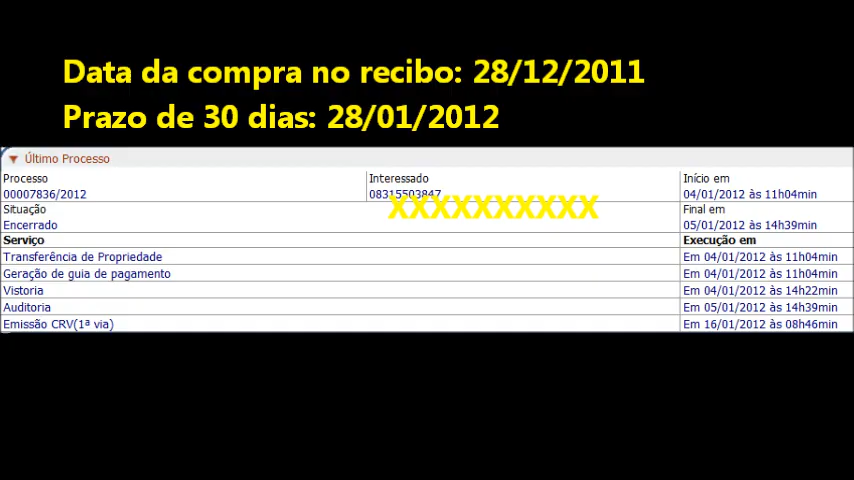 Data da compra no recibo: 28/12/2011
Prazo de 30 dias: 28/01/2012
Último Processo
Processo Interessado Início em
00007836/2012 08315503847 04/01/2012 às 11h04min
XXXXXXXXXX
Situação Final em
Encerrado 05/01/2012 às 14h39min
Serviço Execução em
Transferência de Propriedade Em 04/01/2012 às 11h04min
Geração de guia de pagamento Em 04/01/2012 às 11h04min
Vistoria Em 04/01/2012 às 14h22min
Auditoria Em 05/01/2012 às 14h39min
Emissão CRV(1ª via) Em 16/01/2012 às 08h46min